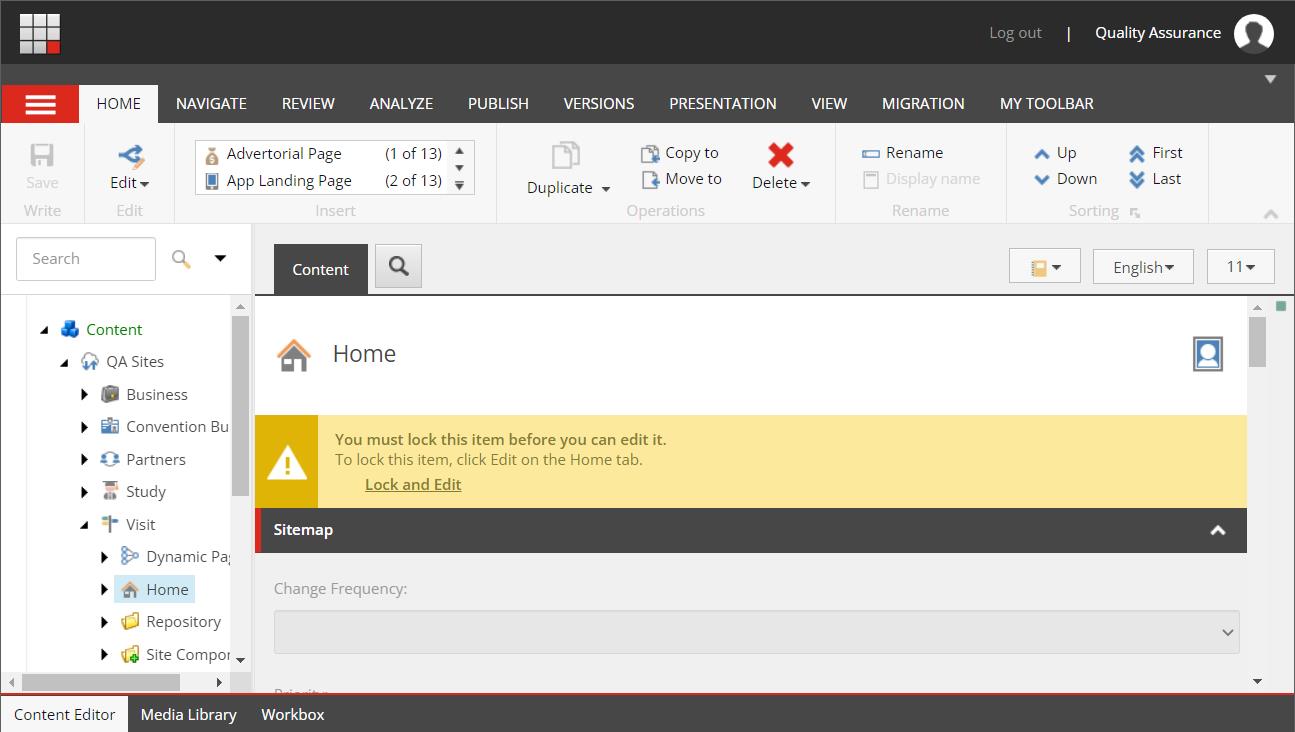 Log out | Quality Assurance
HOME NAVIGATE REVIEW ANALYZE PUBLISH VERSIONS PRESENTATION VIEW MIGRATION MY TOOLBAR
Save
Write
Edit
Edit
Advertorial Page (1 of 13)
App Landing Page (2 of 13)
Insert
Duplicate
Copy to
Move to
Delete
Operations
Rename
Display name
Rename
Up
Down
First
Last
Sorting
Search
Content
QA Sites
Business
Convention Bu
Partners
Study
Visit
Dynamic Pag
Home
Repository
Site Compor
Content
English
11
Home
You must lock this item before you can edit it.
To lock this item, click Edit on the Home tab.
Lock and Edit
Sitemap
Change Frequency:
Priority:
Content Editor Media Library Workbox